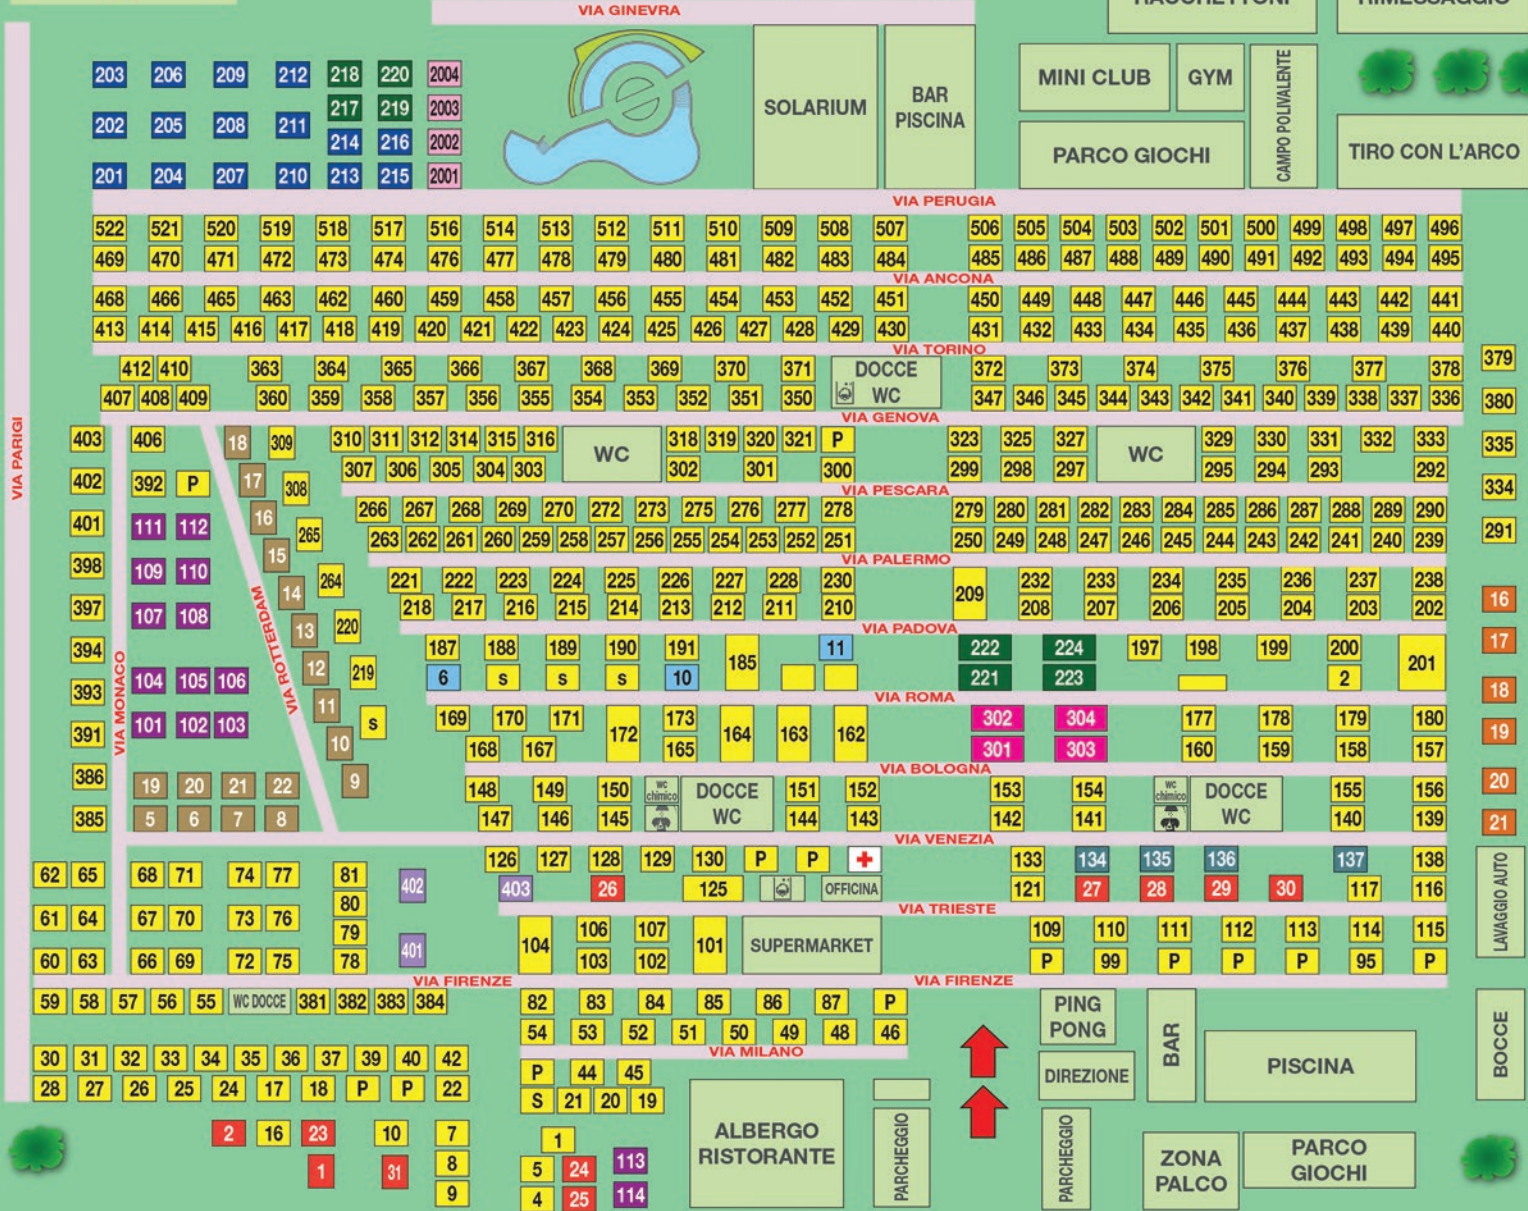 VIA GINEVRA
203 206 209 212 218 220 2004
217 219 2003
202 205 208 211 214 216 2002
201 204 207 210 213 215 2001
SOLARIUM
BAR
PISCINA
MINI CLUB
GYM
CAMPO POLIVALENTE
PARCO GIOCHI
TIRO CON L'ARCO
VIA PERUGIA
522 521 520 519 518 517 516 514 513 512 511 510 509 508 507 506 505 504 503 502 501 500 499 498 497 496
469 470 471 472 473 474 476 477 478 479 480 481 482 483 484 485 486 487 488 489 490 491 492 493 494 495
VIA ANCONA
468 466 465 463 462 460 459 458 457 456 455 454 453 452 451 450 449 448 447 446 445 444 443 442 441
413 414 415 416 417 418 419 420 421 422 423 424 425 426 427 428 429 430 431 432 433 434 435 436 437 438 439 440
VIA TORINO
412 410 363 364 365 366 367 368 369 370 371 DOCCE WC 372 373 374 375 376 377 378
407 408 409 360 359 358 357 356 355 354 353 352 351 350 347 346 345 344 343 342 341 340 339 338 337 336
379
380
335
334
291
VIA GENOVA
VIA PARIGI
403
402
401
398
397
394
393
391
386
385
VIA MONACO
406
392 P
111 112
109 110
107 108
104 105 106
101 102 103
19 20 21 22
5 6 7 8
VIA ROTTERDAM
18 309
17 308
16 265
15
14 264
13 220
12 219
11 s
10
9
310 311 312 314 315 316 WC 318 319 320 321 P 323 325 327 WC 329 330 331 332 333
307 306 305 304 303 302 301 300 299 298 297 295 294 293 292
VIA PESCARA
266 267 268 269 270 272 273 275 276 277 278 279 280 281 282 283 284 285 286 287 288 289 290
263 262 261 260 259 258 257 256 255 254 253 252 251 250 249 248 247 246 245 244 243 242 241 240 239
VIA PALERMO
221 222 223 224 225 226 227 228 230 209 232 233 234 235 236 237 238
218 217 216 215 214 213 212 211 210 208 207 206 205 204 203 202
VIA PADOVA
187 188 189 190 191 185 11 222 224 197 198 199 200 201
6 s s s 10 221 223 2
VIA ROMA
169 170 171 172 173 164 163 162 302 304 177 178 179 180
168 167 165 301 303 160 159 158 157
VIA BOLOGNA
148 149 150 wc chimico DOCCE WC 151 152 153 154 wc chimico DOCCE WC 155 156
147 146 145 144 143 142 141 140 139
VIA VENEZIA
16
17
18
19
20
21
LAVAGGIO AUTO
BOCCE
62 65 68 71 74 77 81 402
80
61 64 67 70 73 76 79 401
60 63 66 69 72 75 78
126 127 128 129 130 P P 133 134 135 136 137 138
403 26 125 OFFICINA 121 27 28 29 30 117 116
VIA TRIESTE
104 106 107 101 SUPERMARKET 109 110 111 112 113 114 115
103 102 P 99 P P P 95 P
VIA FIRENZE VIA FIRENZE
59 58 57 56 55 WC DOCCE 381 382 383 384 82 83 84 85 86 87 P
54 53 52 51 50 49 48 46
VIA MILANO
30 31 32 33 34 35 36 37 39 40 42 P 44 45
28 27 26 25 24 17 18 P P 22 S 21 20 19
2 16 23 10 7
1 31 8
9
1
5 24 113
4 25 114
ALBERGO
RISTORANTE
PARCHEGGIO
PING
PONG
DIREZIONE
PARCHEGGIO
BAR
PISCINA
ZONA
PALCO
PARCO
GIOCHI